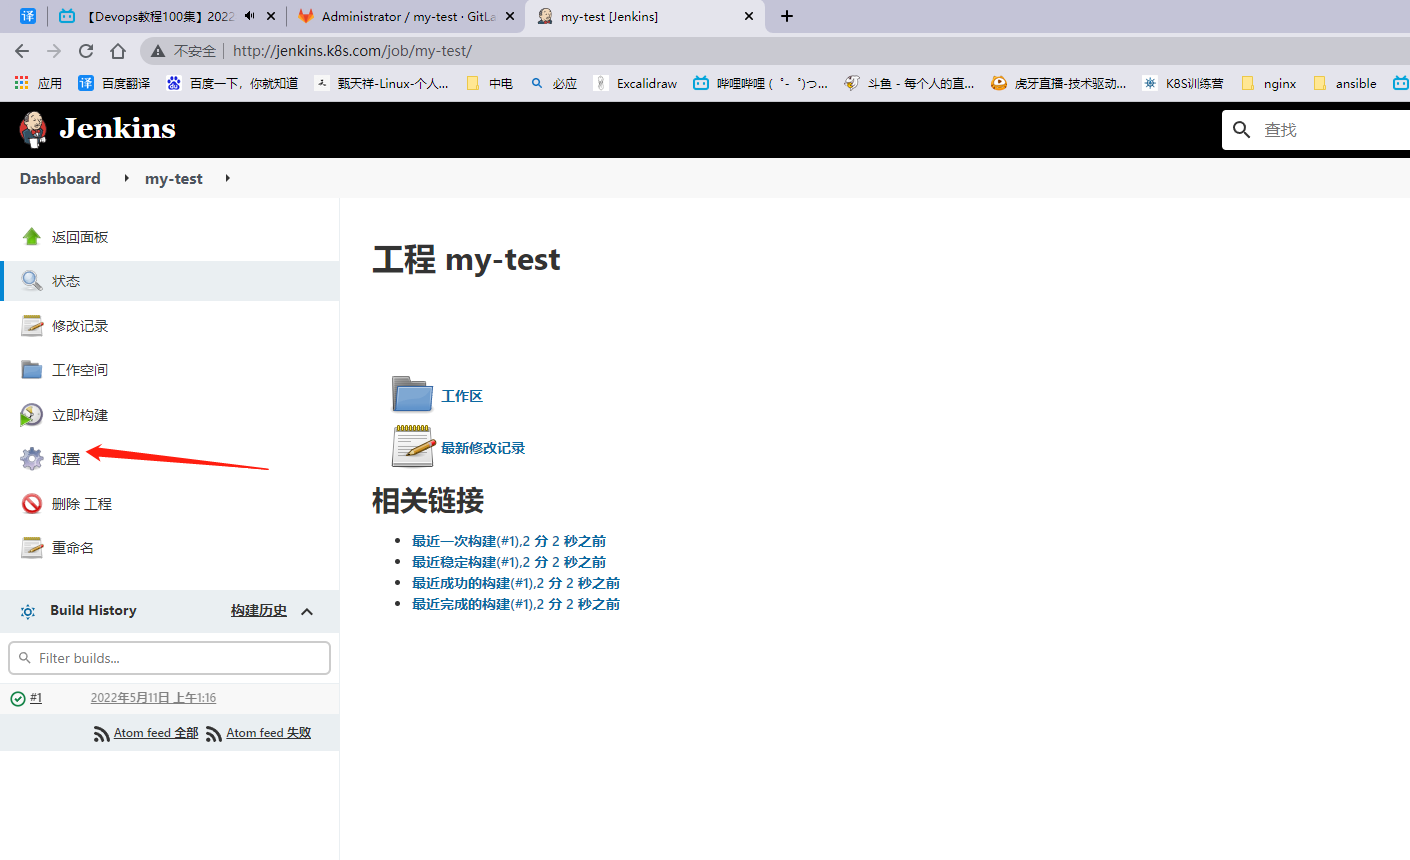 译 【Devops教程100集】2022 Administrator / my-test · GitLa my-test [Jenkins]
不安全 http://jenkins.k8s.com/job/my-test/
应用 译 百度翻译 百度一下，你就知道 甄天祥-Linux-个人... 中电 必应 Excalidraw 哔哩哔哩 ( ゜- ゜)つ... 斗鱼 - 每个人的直... 虎牙直播-技术驱动... K8S训练营 nginx ansible
Jenkins 查找
Dashboard my-test
返回面板
状态
修改记录
工作空间
立即构建
配置
删除 工程
重命名
Build History 构建历史
Filter builds...
#1 2022年5月11日 上午1:16
Atom feed 全部 Atom feed 失败
工程 my-test
工作区
最新修改记录
相关链接
最近一次构建(#1),2 分 2 秒之前
最近稳定构建(#1),2 分 2 秒之前
最近成功的构建(#1),2 分 2 秒之前
最近完成的构建(#1),2 分 2 秒之前